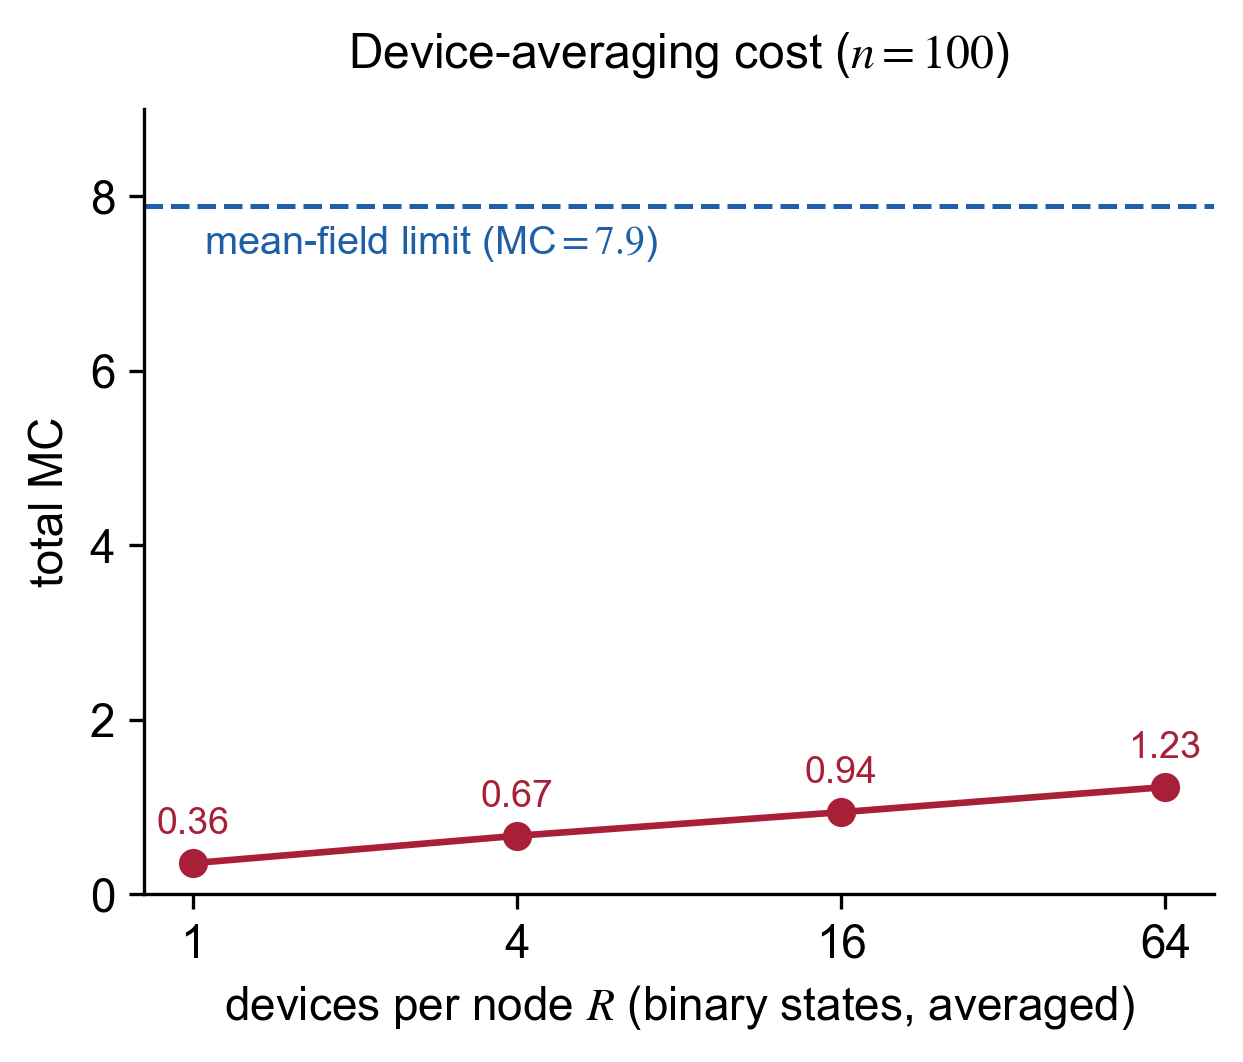 Device-averaging cost (n = 100)
8
mean-field limit (MC = 7.9)
6
total MC
4
2
1.23
0.94
0.67
0.36
0
1 4 16 64
devices per node R (binary states, averaged)